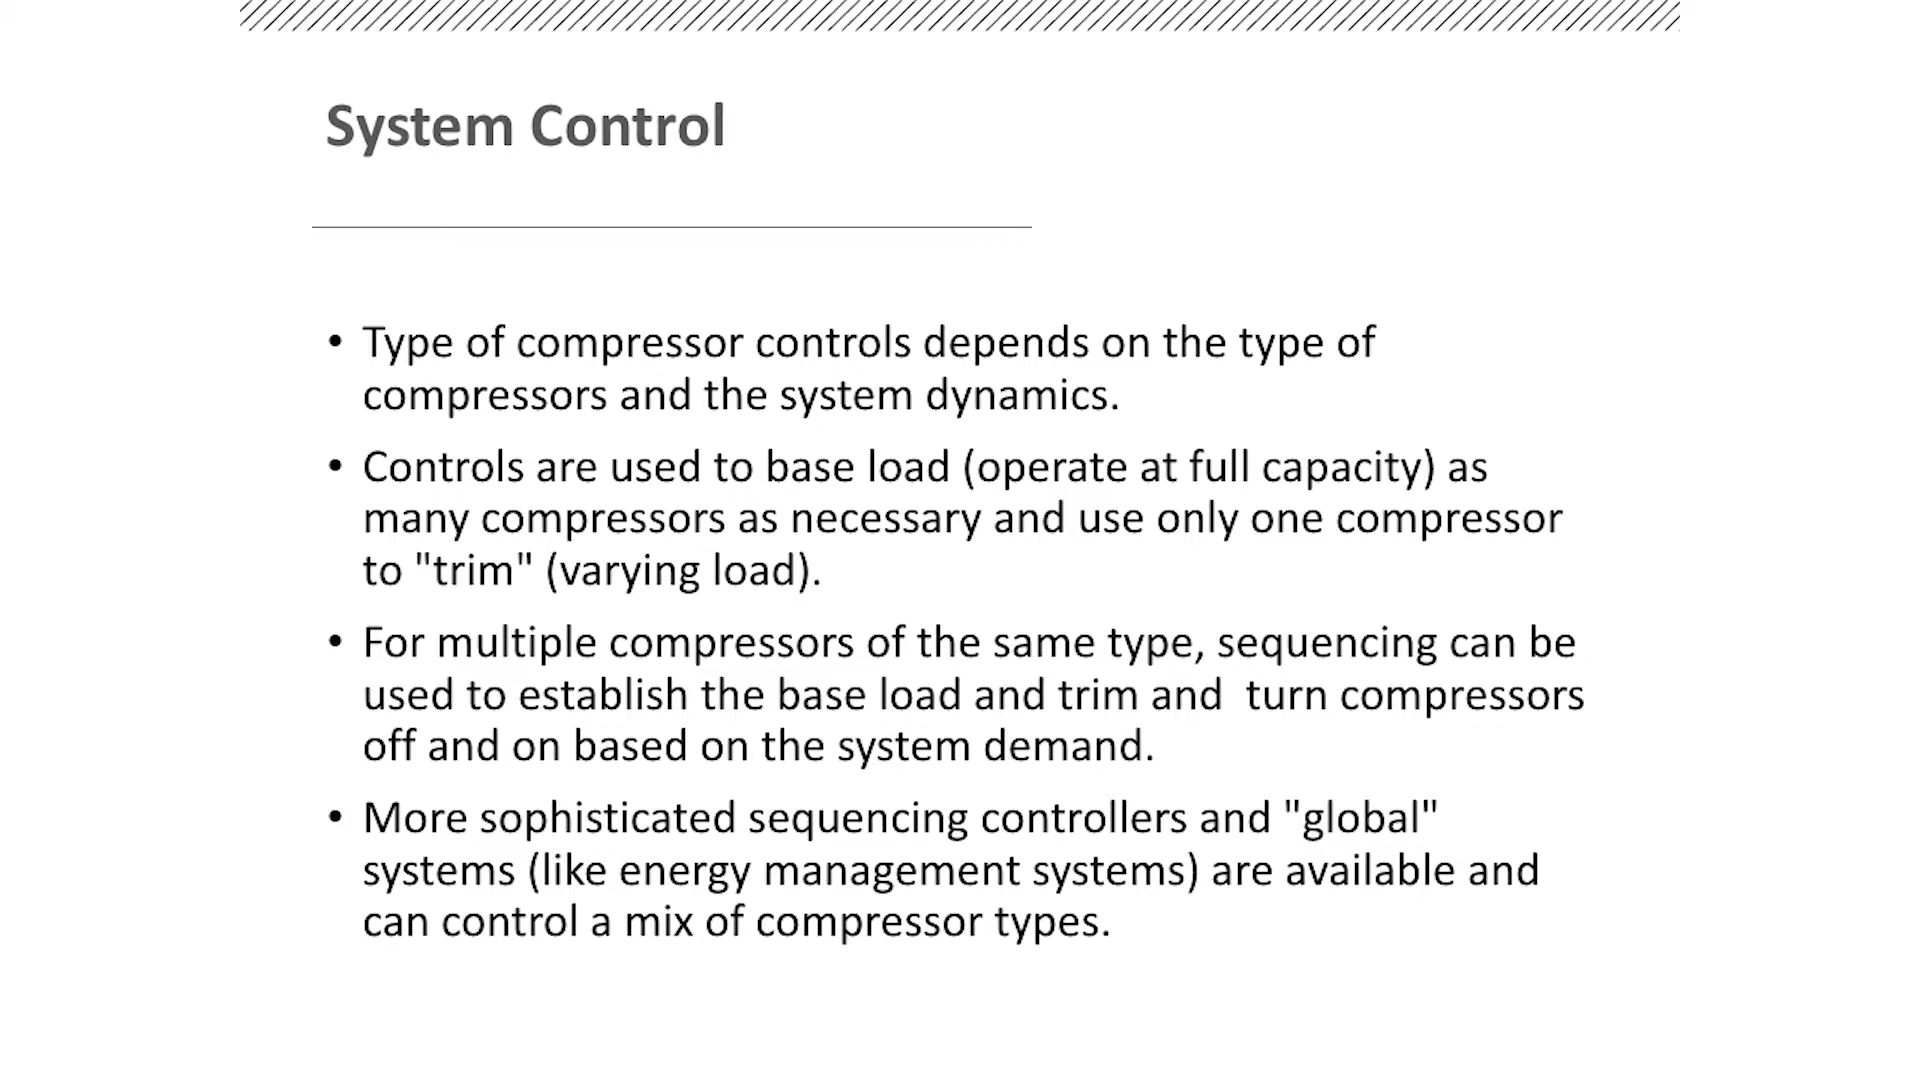 System Control
• Type of compressor controls depends on the type of
compressors and the system dynamics.
• Controls are used to base load (operate at full capacity) as
many compressors as necessary and use only one compressor
to "trim" (varying load).
• For multiple compressors of the same type, sequencing can be
used to establish the base load and trim and  turn compressors
off and on based on the system demand.
• More sophisticated sequencing controllers and "global"
systems (like energy management systems) are available and
can control a mix of compressor types.